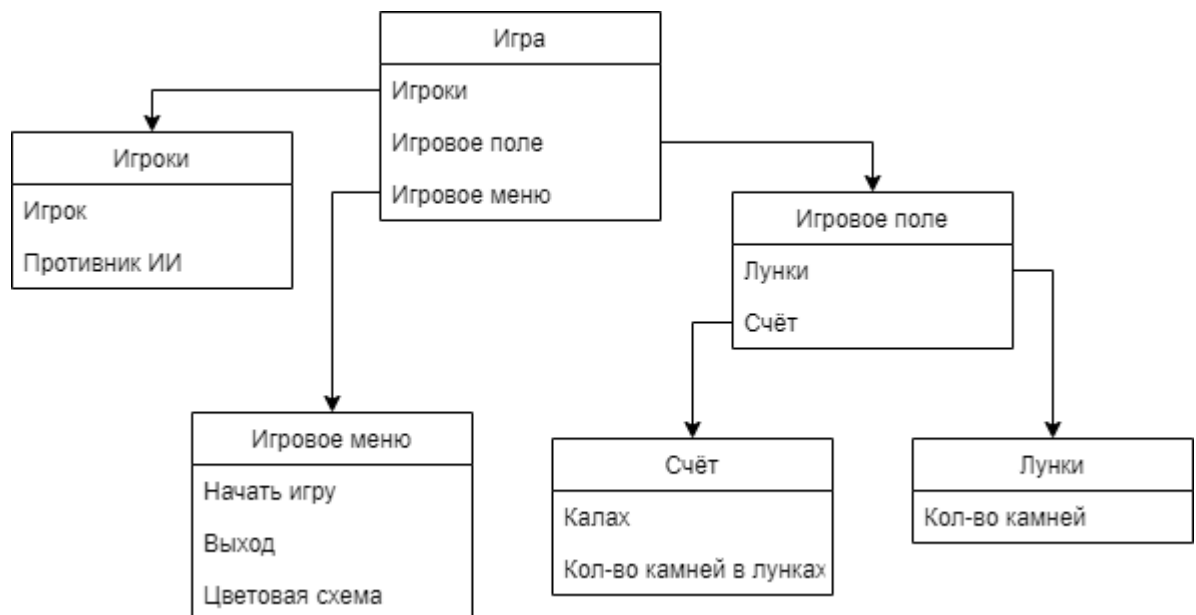 Игра
Игроки
Игровое поле
Игровое меню
Игроки
Игрок
Противник ИИ
Игровое поле
Лунки
Счёт
Игровое меню
Начать игру
Выход
Цветовая схема
Счёт
Калах
Кол-во камней в лунках
Лунки
Кол-во камней